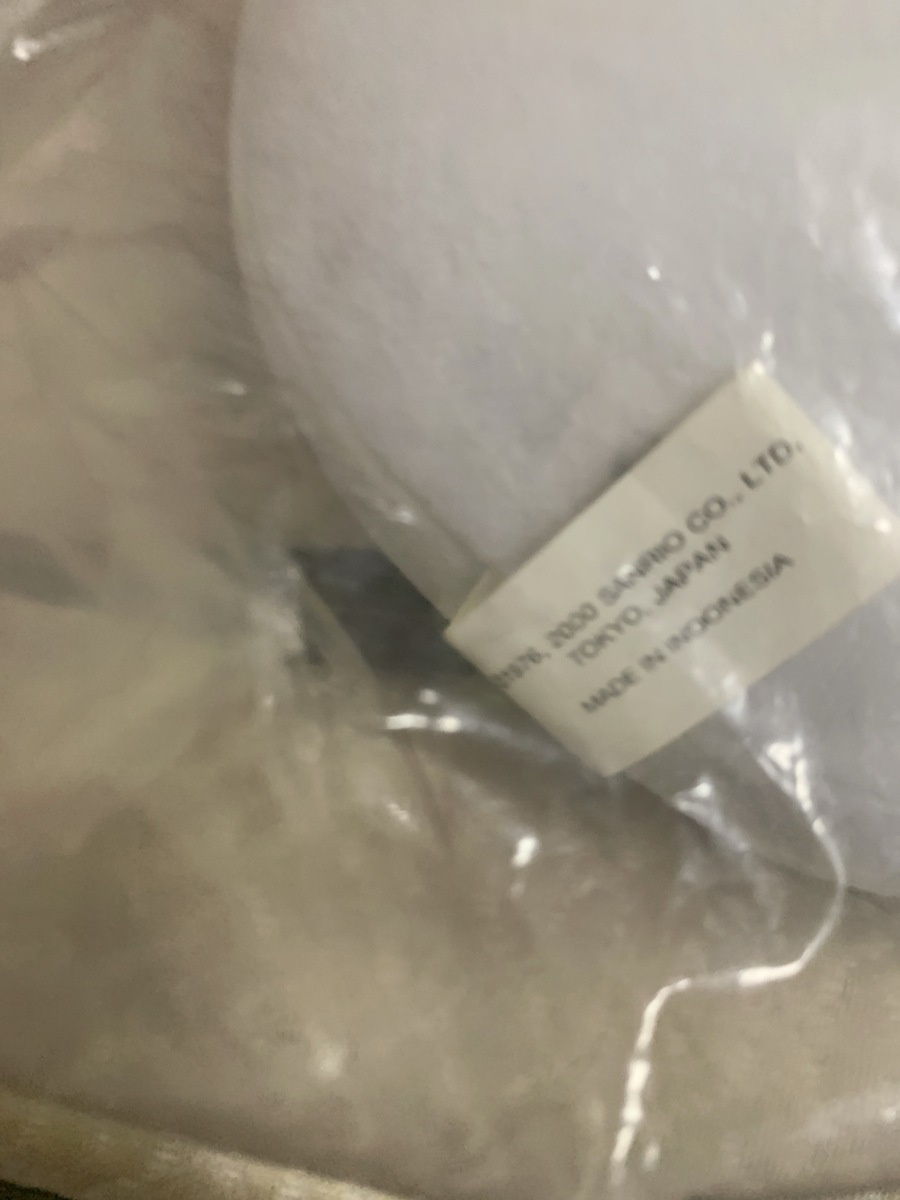 1976, 2000 SANRIO CO., LTD.
TOKYO, JAPAN
MADE IN INDONESIA